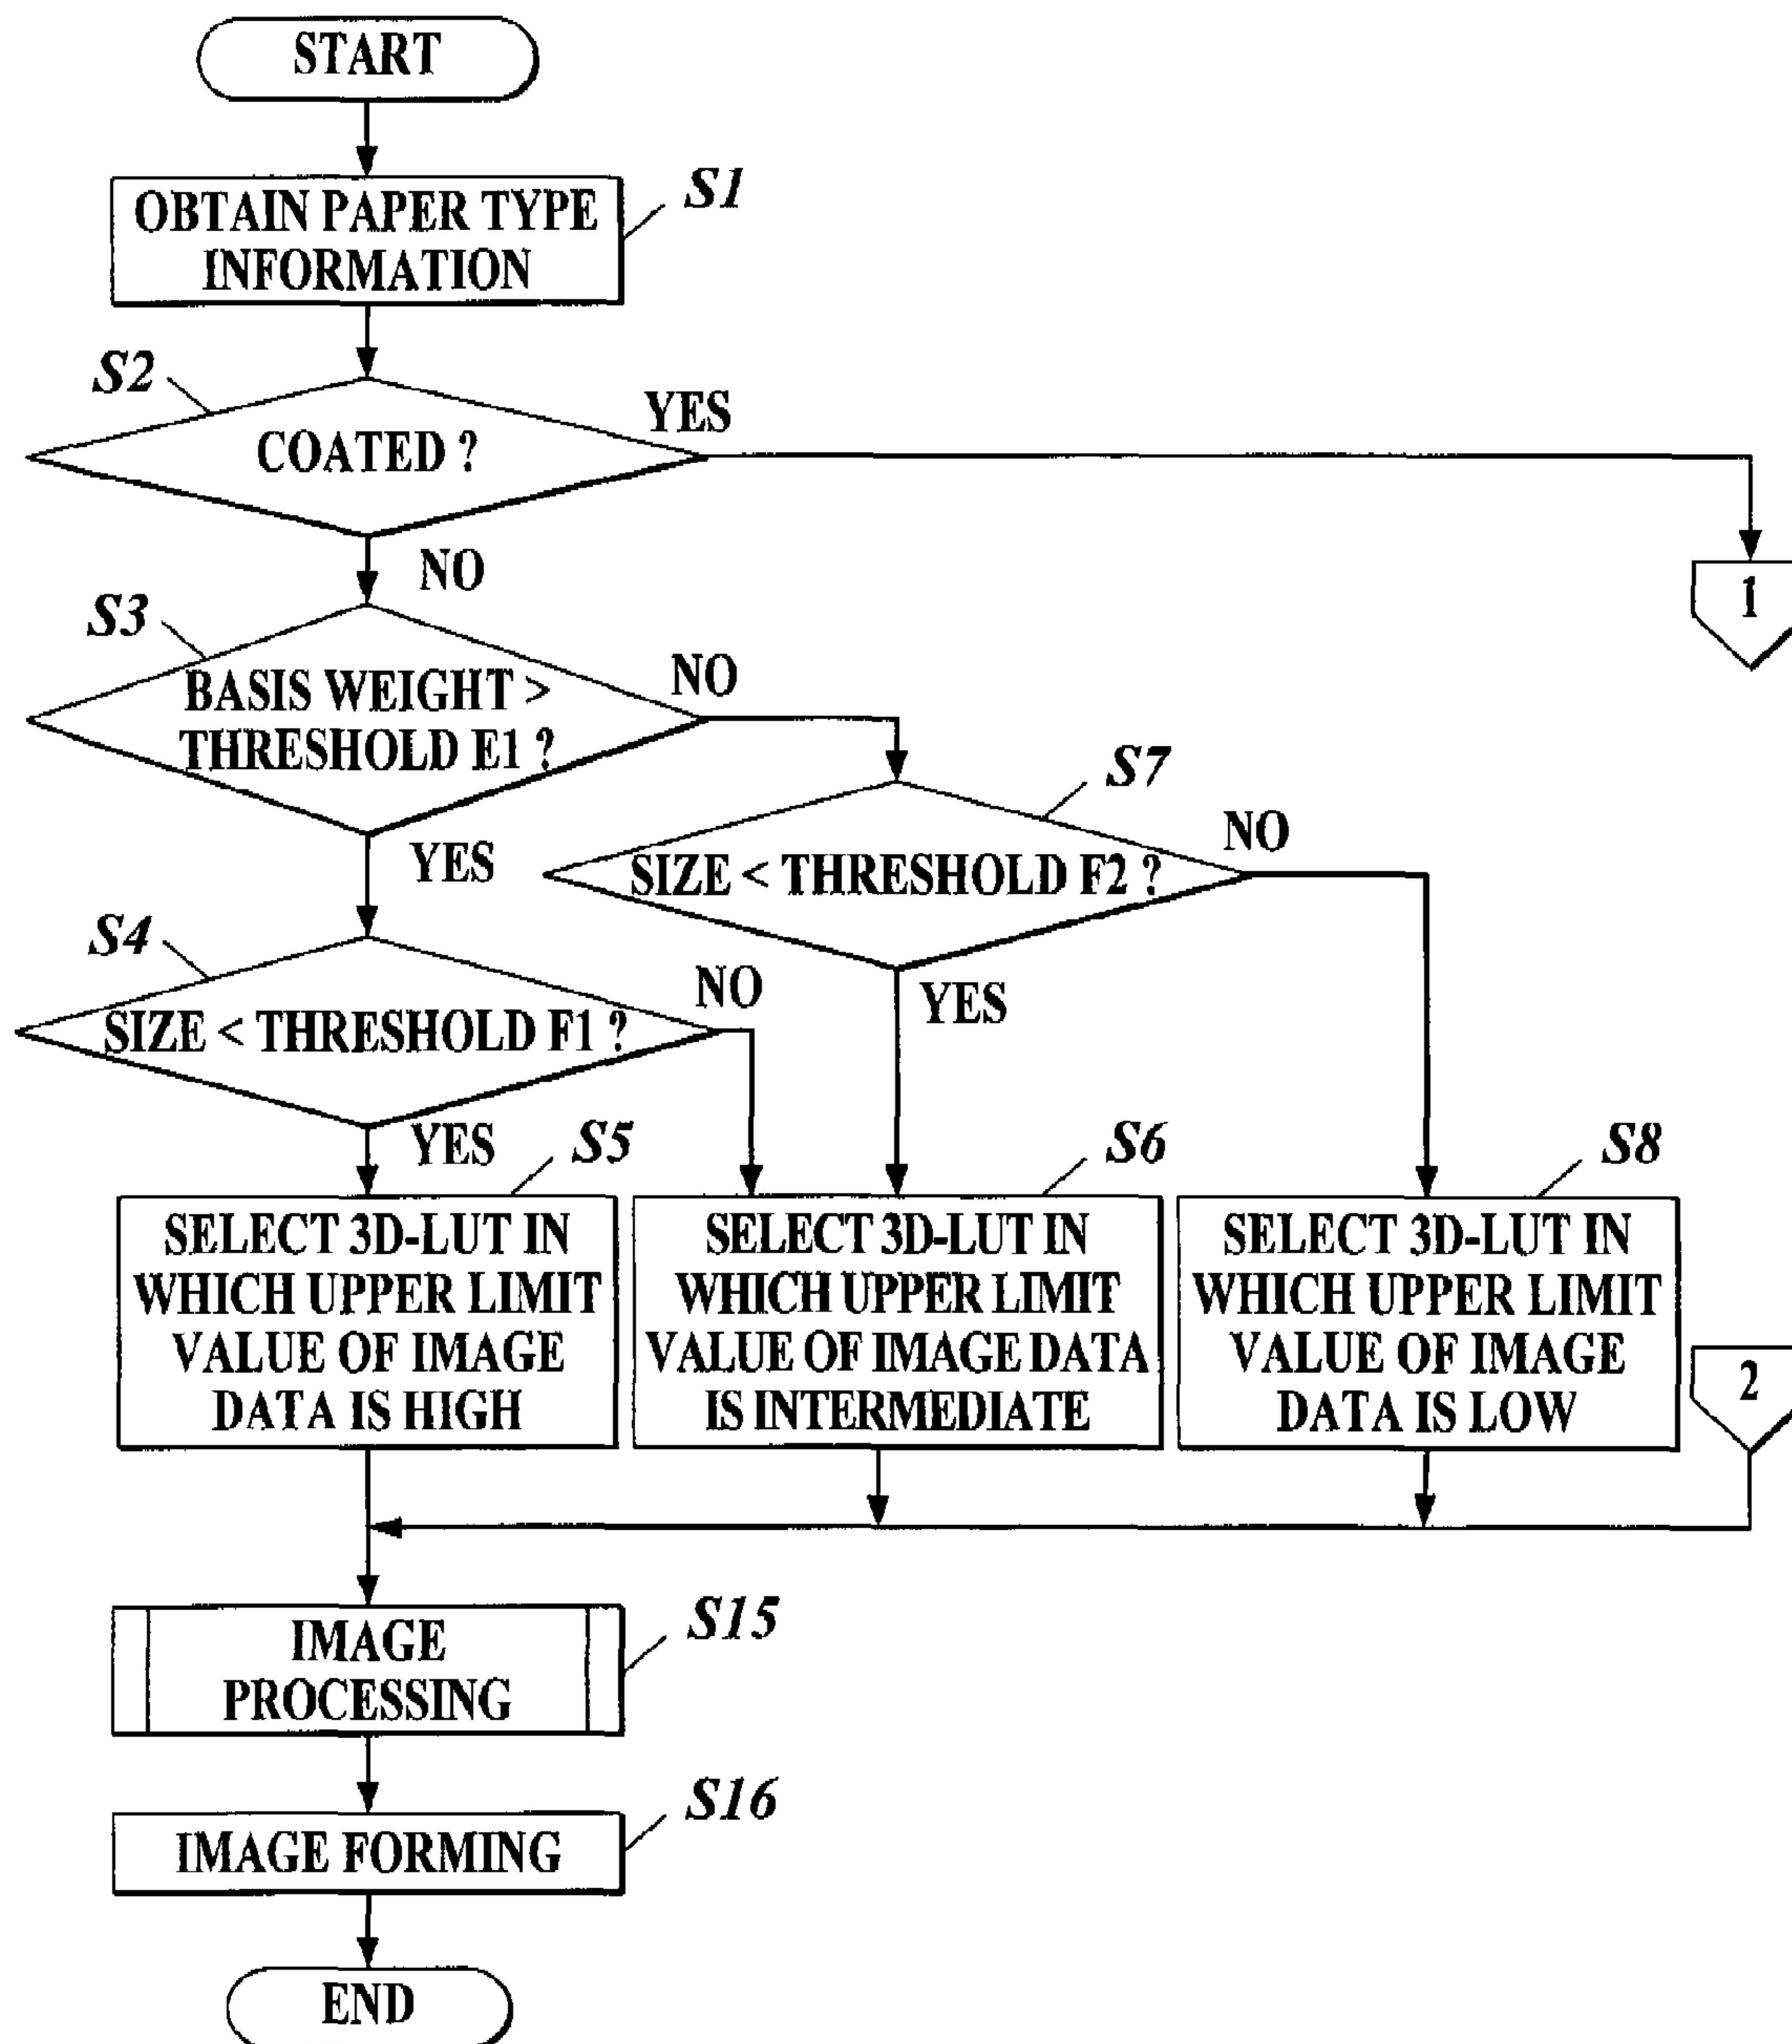 START
OBTAIN PAPER TYPE
INFORMATION
S1
S2
COATED ?
YES
NO
1
S3
BASIS WEIGHT >
THRESHOLD E1 ?
NO
YES
S7
SIZE < THRESHOLD F2 ?
NO
YES
S4
SIZE < THRESHOLD F1 ?
NO
YES
S5
SELECT 3D-LUT IN
WHICH UPPER LIMIT
VALUE OF IMAGE
DATA IS HIGH
S6
SELECT 3D-LUT IN
WHICH UPPER LIMIT
VALUE OF IMAGE DATA
IS INTERMEDIATE
S8
SELECT 3D-LUT IN
WHICH UPPER LIMIT
VALUE OF IMAGE
DATA IS LOW
2
IMAGE
PROCESSING
S15
IMAGE FORMING
S16
END